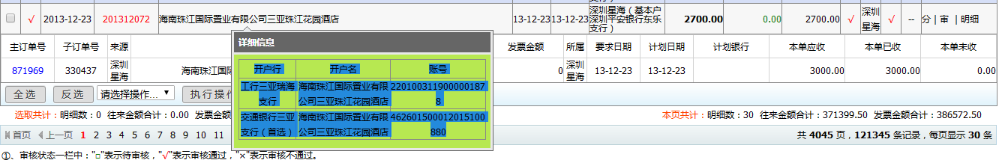 支行)
√ 2013-12-23 201312072 海南珠江国际置业有限公司三亚珠江花园酒店 13-12-23 13-12-23 深圳星海（基本户 2700.00 0.00 2700.00 √ 深圳 √ -- 分 | 审 | 明细
深圳平安银行东乐 星海
支行）
详细信息
主订单号 子订单号 来源 发票金额 所属 要求日期 计划日期 计划银行 本单应收 本单已收 本单未收
871969 330437 深圳 海南珠江国际 0 深圳 13-12-23 13-12-23 3000.00 3000.00 0.00
星海 星海
开户行 开户名 账号
工行三亚瑞海 海南珠江国际置业有限 220100311900000187
支行 公司三亚珠江花园酒店 8
交通银行三亚 海南珠江国际置业有限 462601500012015100
支行（首选） 公司三亚珠江花园酒店 880
全选 反选 请选择操作... 执行操作
选取共计：明细数：0 往来金额合计：0.00 发票金额 本页共计：明细数：30 往来金额合计：371399.50 发票金额合计：386572.50
首页 上一页 1 2 3 4 5 6 7 8 9 10 11 共 4045 页，121345 条记录，每页显示 30 条
①、审核状态一栏中："□"表示待审核，"√"表示审核通过，"×"表示审核不通过。